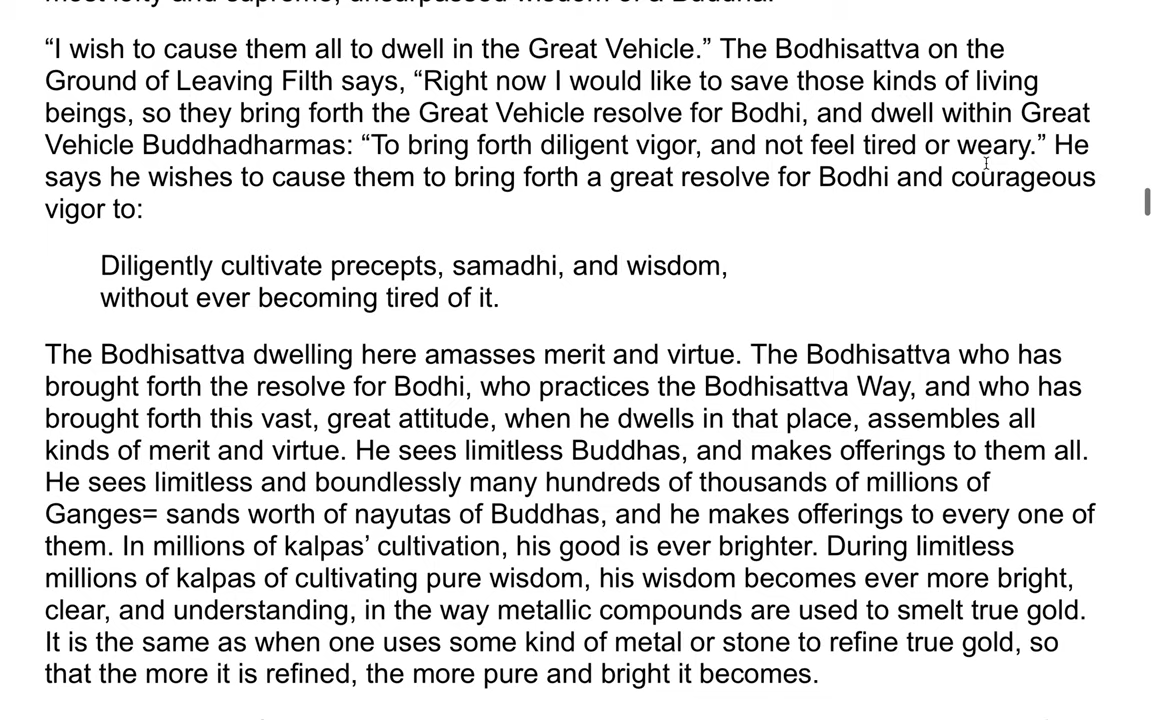 most lofty and supreme, unsurpassed wisdom of a Buddha.
“I wish to cause them all to dwell in the Great Vehicle.” The Bodhisattva on the
Ground of Leaving Filth says, “Right now I would like to save those kinds of living
beings, so they bring forth the Great Vehicle resolve for Bodhi, and dwell within Great
Vehicle Buddhadharmas: “To bring forth diligent vigor, and not feel tired or weary.” He
says he wishes to cause them to bring forth a great resolve for Bodhi and courageous
vigor to:
Diligently cultivate precepts, samadhi, and wisdom,
without ever becoming tired of it.
The Bodhisattva dwelling here amasses merit and virtue. The Bodhisattva who has
brought forth the resolve for Bodhi, who practices the Bodhisattva Way, and who has
brought forth this vast, great attitude, when he dwells in that place, assembles all
kinds of merit and virtue. He sees limitless Buddhas, and makes offerings to them all.
He sees limitless and boundlessly many hundreds of thousands of millions of
Ganges= sands worth of nayutas of Buddhas, and he makes offerings to every one of
them. In millions of kalpas’ cultivation, his good is ever brighter. During limitless
millions of kalpas of cultivating pure wisdom, his wisdom becomes ever more bright,
clear, and understanding, in the way metallic compounds are used to smelt true gold.
It is the same as when one uses some kind of metal or stone to refine true gold, so
that the more it is refined, the more pure and bright it becomes.